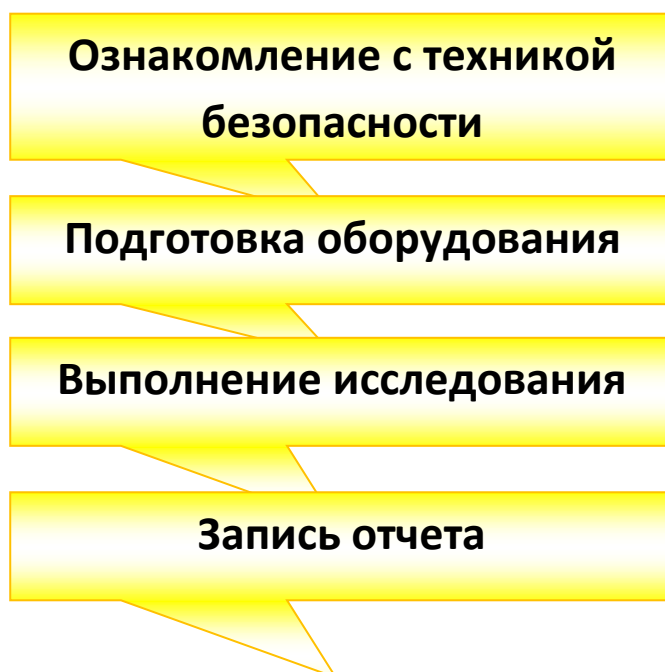 Ознакомление с техникой
безопасности
Подготовка оборудования
Выполнение исследования
Запись отчета